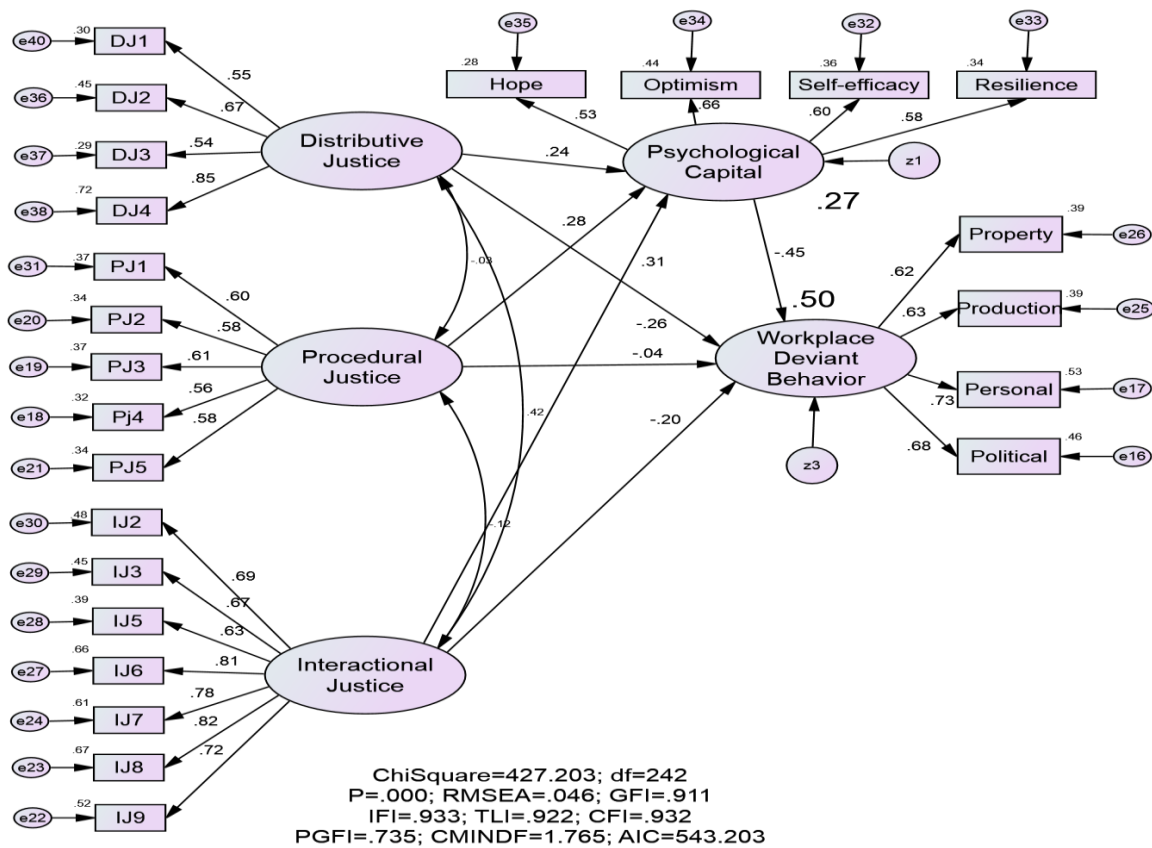 e40
.30
DJ1
e36
.45
DJ2
e37
.29
DJ3
e38
.72
DJ4
.55
.67
.54
.85
Distributive
Justice
e31
.37
PJ1
e20
.34
PJ2
e19
.37
PJ3
e18
.32
Pj4
e21
.34
PJ5
.60
.58
.61
.56
.58
Procedural
Justice
e30
.48
IJ2
e29
.45
IJ3
e28
.39
IJ5
e27
.66
IJ6
e24
.61
IJ7
e23
.67
IJ8
e22
.52
IJ9
.69
.67
.63
.81
.78
.82
.72
Interactional
Justice
-.03
.42
-.12
.24
.28
.31
-.26
-.04
-.20
-.45
e35
e34
e32
e33
.28
Hope
.44
Optimism
.36
Self-efficacy
.34
Resilience
.53
.66
.60
.58
Psychological
Capital
z1
.27
.50
Workplace
Deviant
Behavior
z3
.62
.63
.73
.68
Property
.39
e26
Production
.39
e25
Personal
.53
e17
Political
.46
e16
ChiSquare=427.203; df=242
P=.000; RMSEA=.046; GFI=.911
IFI=.933; TLI=.922; CFI=.932
PGFI=.735; CMINDF=1.765; AIC=543.203